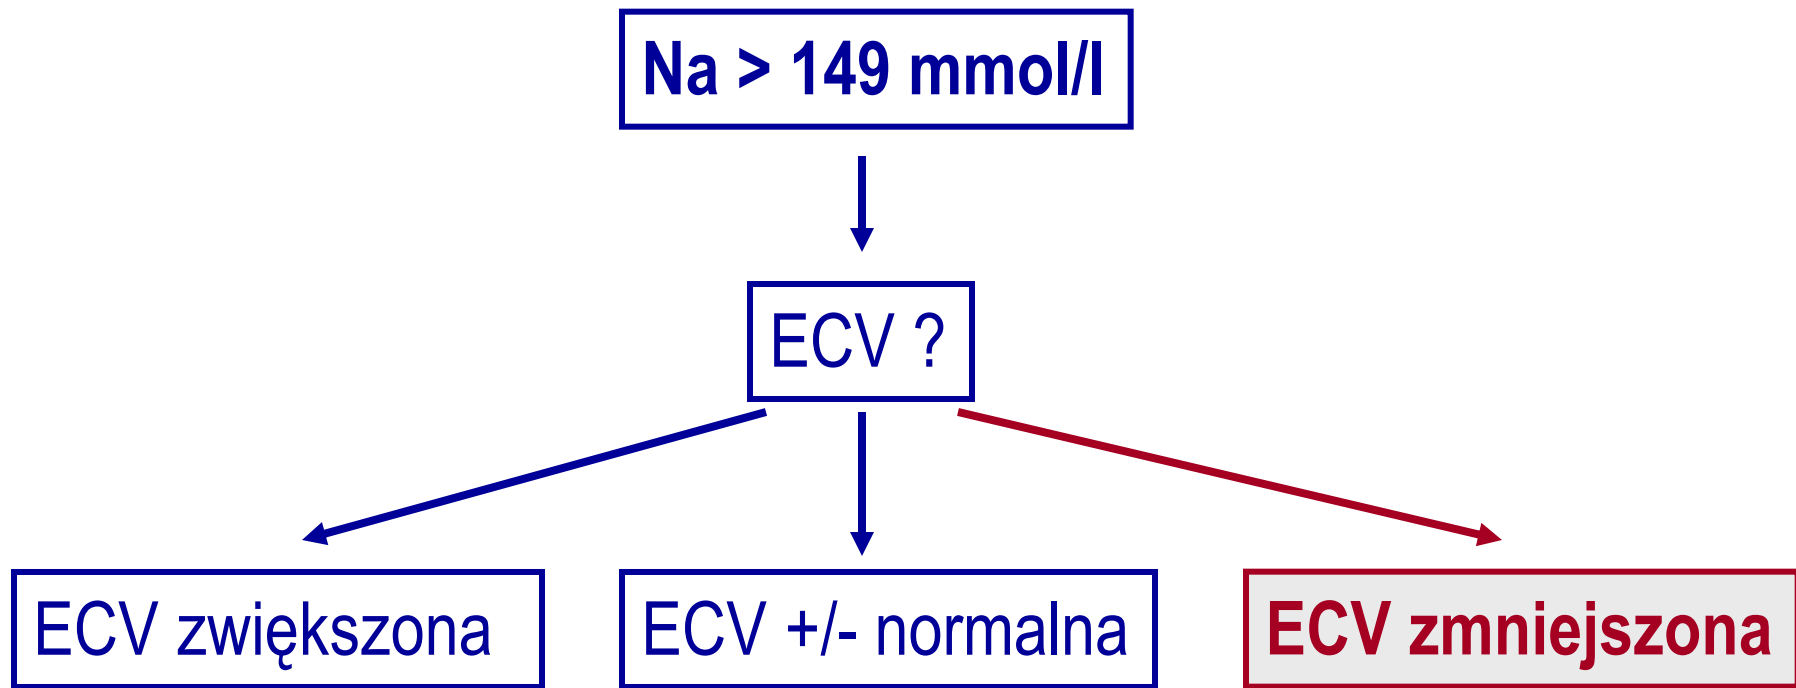 Na > 149 mmol/l
ECV ?
ECV zwiększona
ECV +/- normalna
ECV zmniejszona